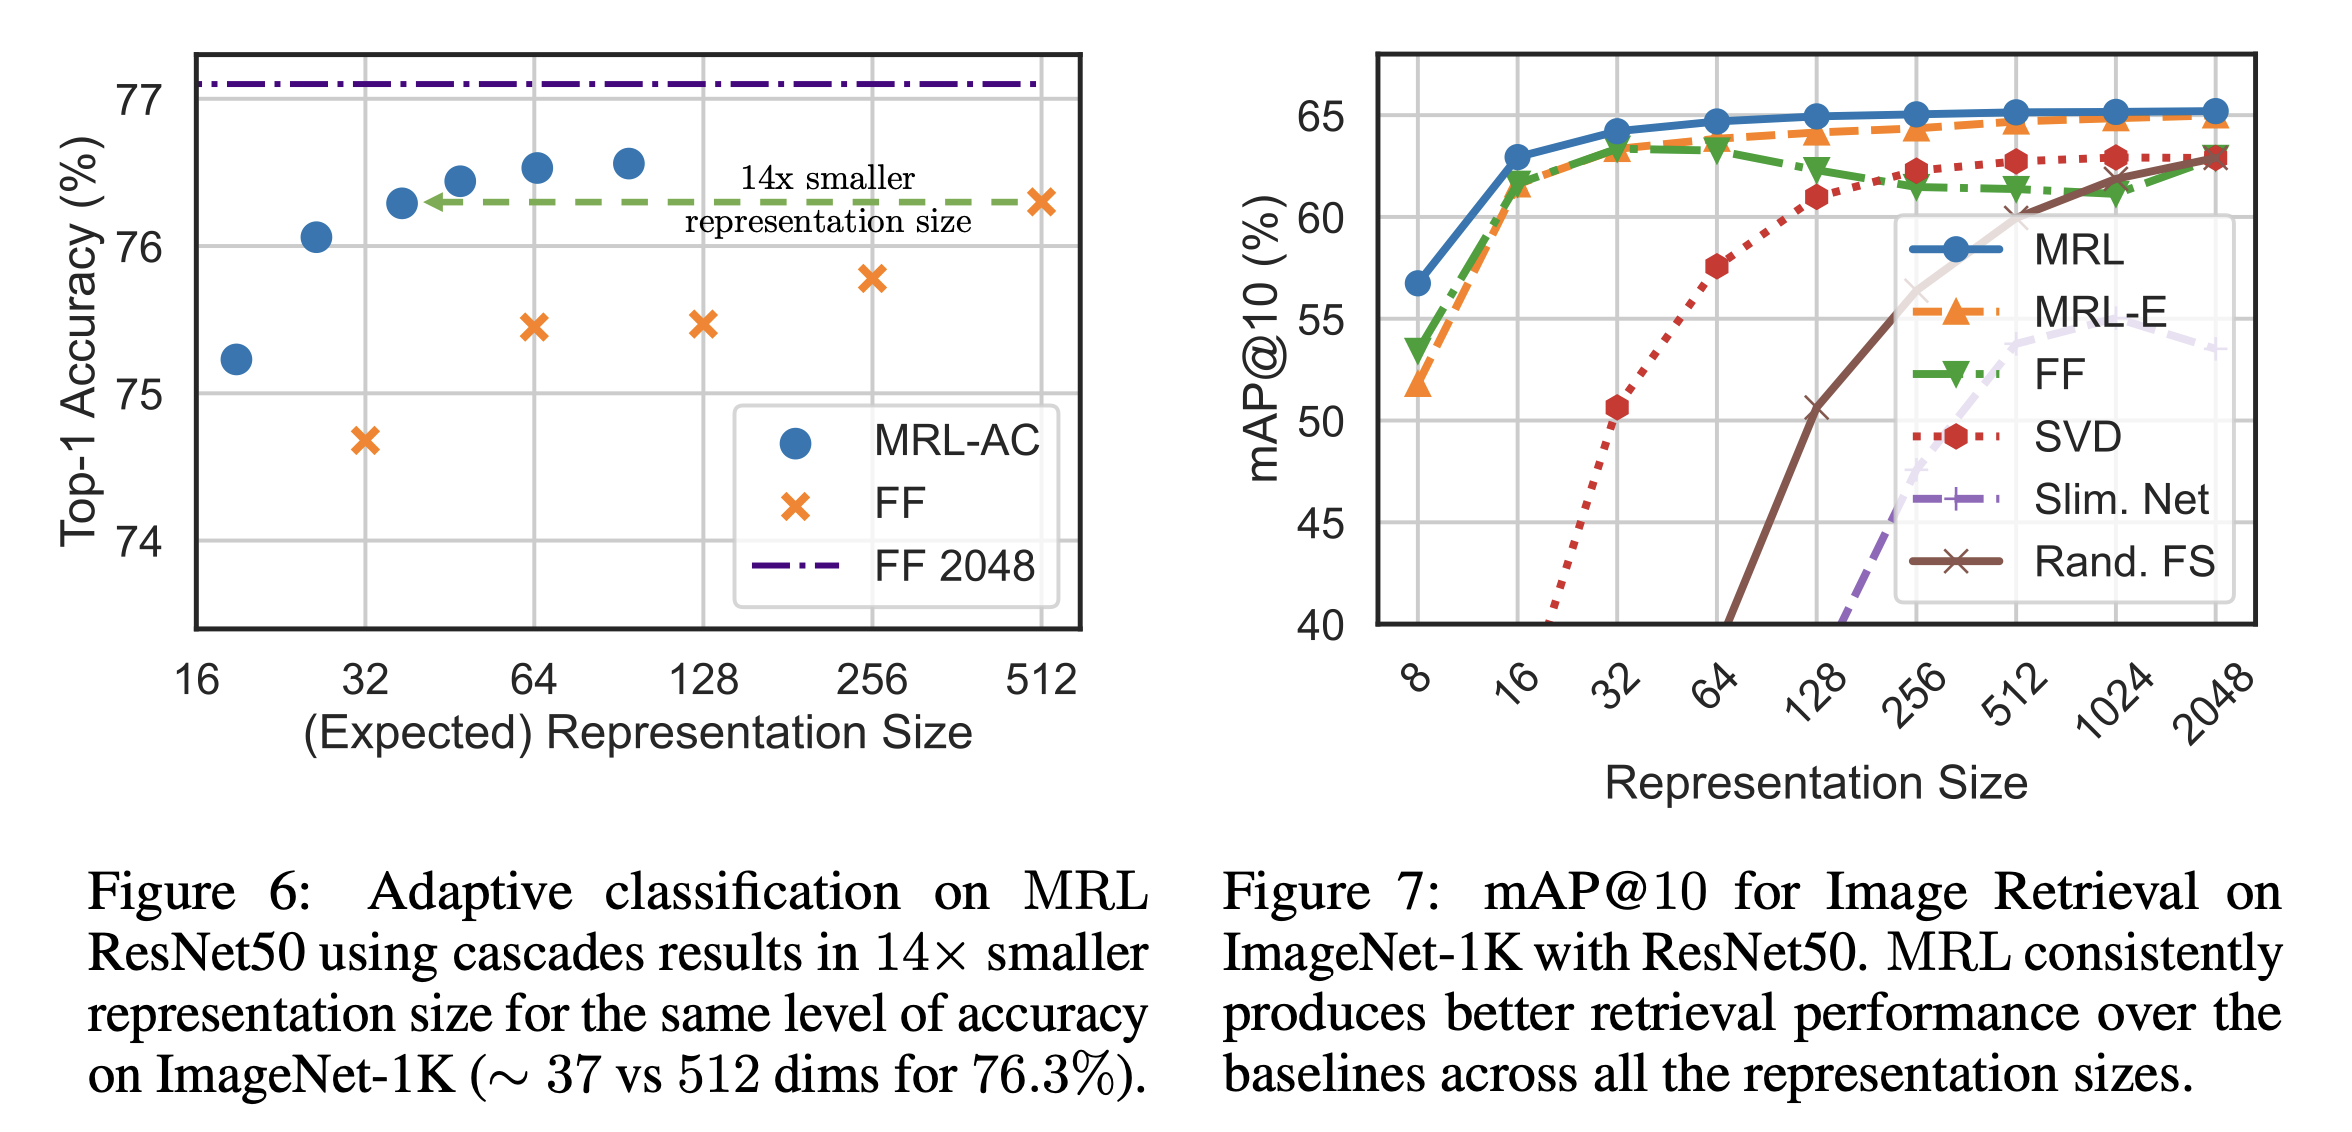 77
76
75
74
Top-1 Accuracy (%)
14x smaller
representation size
MRL-AC
FF
FF 2048
16 32 64 128 256 512
(Expected) Representation Size
65
60
55
50
45
40
mAP@10 (%)
MRL
MRL-E
FF
SVD
Slim. Net
Rand. FS
8 16 32 64 128 256 512 1024 2048
Representation Size
Figure 6: Adaptive classification on MRL
ResNet50 using cascades results in 14× smaller
representation size for the same level of accuracy
on ImageNet-1K (∼ 37 vs 512 dims for 76.3%).
Figure 7: mAP@10 for Image Retrieval on
ImageNet-1K with ResNet50. MRL consistently
produces better retrieval performance over the
baselines across all the representation sizes.